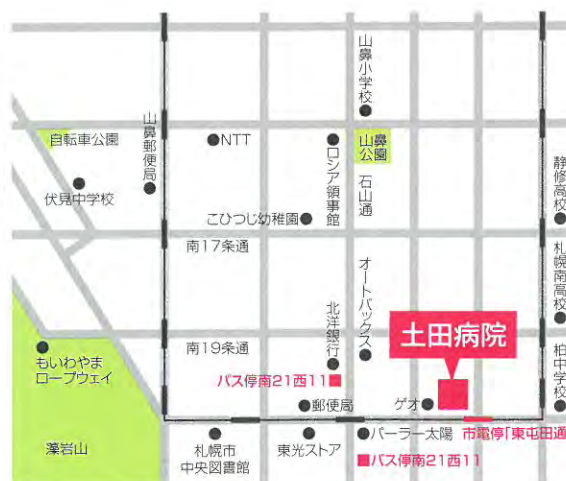 山鼻小学校
自転車公園
山鼻郵便局
NTT
ロシア領事館
山鼻
公園
伏見中学校
石山通
静修高校
こひつじ幼稚園
南17条通
札幌南高校
オートバックス
北洋銀行
土田病院
もいわやま
ロープウェイ
南19条通
バス停南21西11
柏中学校
郵便局
ゲオ
藻岩山
札幌市
中央図書館
東光ストア
パーラー太陽
市電停「東屯田通
バス停南21西11